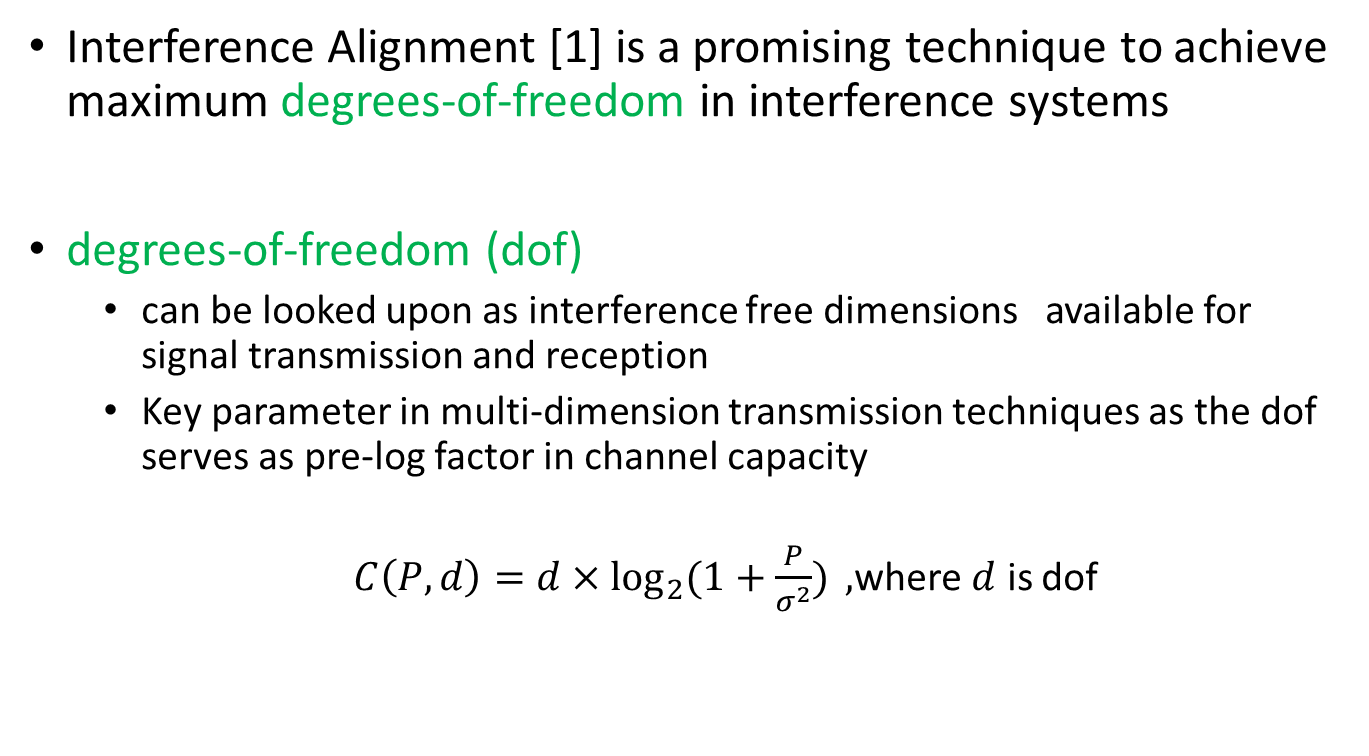 • Interference Alignment [1] is a promising technique to achieve
maximum degrees-of-freedom in interference systems
• degrees-of-freedom (dof)
• can be looked upon as interference free dimensions available for
signal transmission and reception
• Key parameter in multi-dimension transmission techniques as the dof
serves as pre-log factor in channel capacity
C(P, d) = d × log₂(1 + P/σ²) ,where d is dof